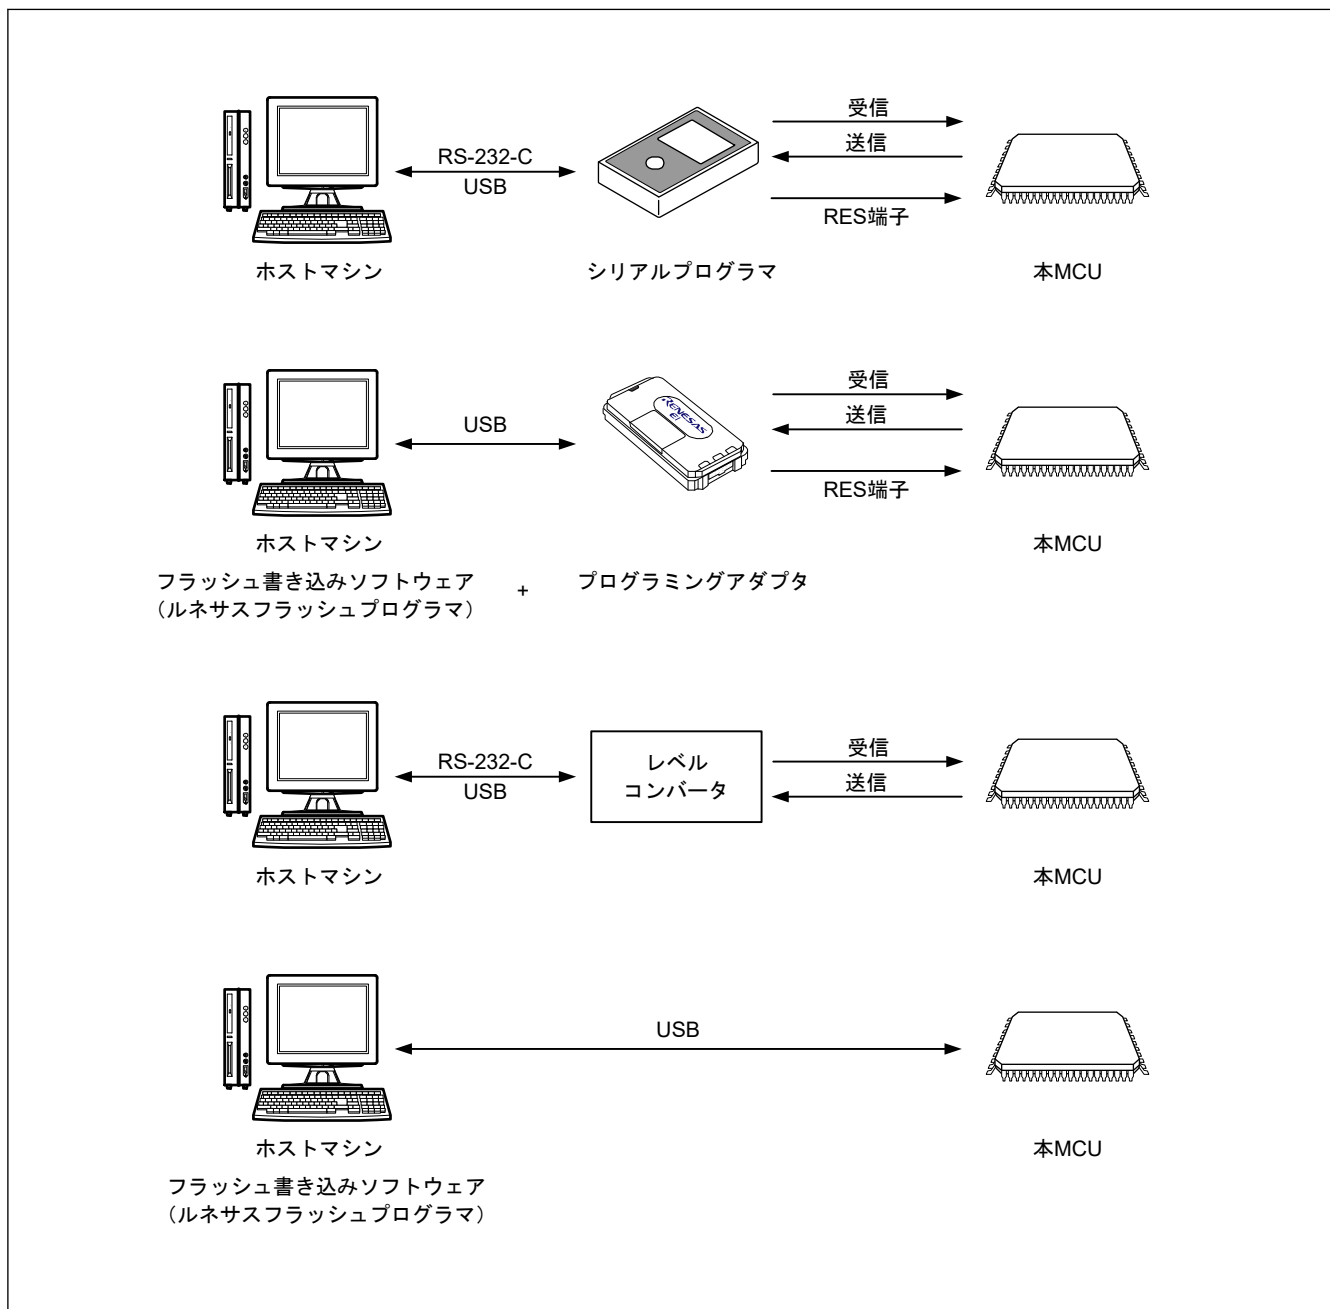 受信
送信
RS-232-C
USB
RES端子
ホストマシン
シリアルプログラマ
本MCU
受信
送信
USB
RENESAS
E1
RES端子
ホストマシン
本MCU
フラッシュ書き込みソフトウェア
(ルネサスフラッシュプログラマ)
+
プログラミングアダプタ
RS-232-C
USB
レベル
コンバータ
受信
送信
ホストマシン
本MCU
USB
ホストマシン
本MCU
フラッシュ書き込みソフトウェア
(ルネサスフラッシュプログラマ)